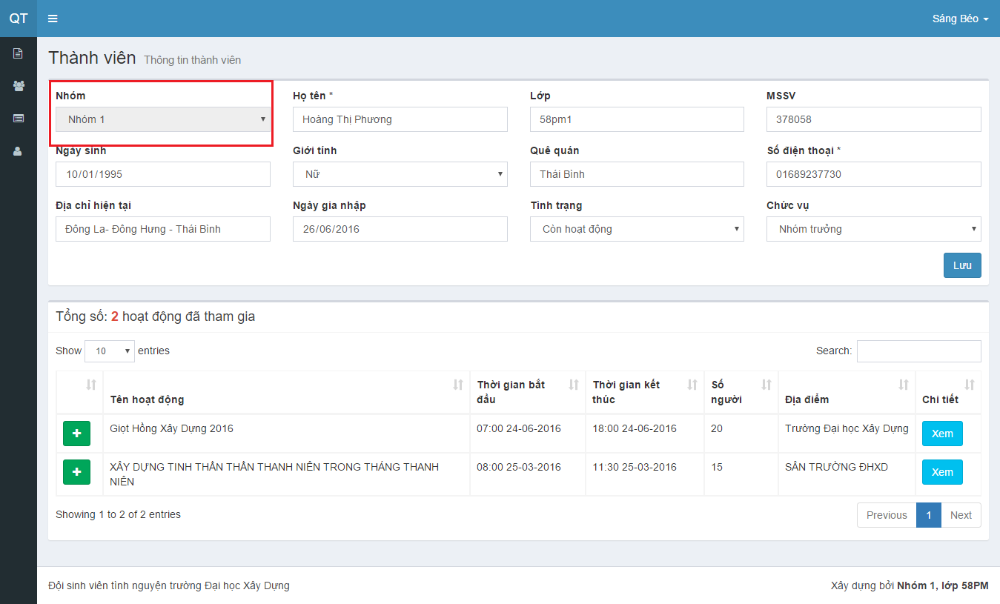 QT
Sáng Béo
Thành viên Thông tin thành viên
Nhóm Họ tên * Lớp MSSV
Nhóm 1 Hoàng Thị Phương 58pm1 378058
Ngày sinh Giới tính Quê quán Số điện thoại *
10/01/1995 Nữ Thái Bình 01689237730
Địa chỉ hiện tại Ngày gia nhập Tình trạng Chức vụ
Đông La- Đông Hưng - Thái Bình 26/06/2016 Còn hoạt động Nhóm trưởng
Lưu
Tổng số: 2 hoạt động đã tham gia
Show 10 entries Search:
Tên hoạt động Thời gian bắt đầu Thời gian kết thúc Số người Địa điểm Chi tiết
Giọt Hồng Xây Dựng 2016 07:00 24-06-2016 18:00 24-06-2016 20 Trường Đại học Xây Dựng Xem
XÂY DỰNG TINH THẦN THẦN THANH NIÊN TRONG THÁNG THANH NIÊN 08:00 25-03-2016 11:30 25-03-2016 15 SÂN TRƯỜNG ĐHXD Xem
Showing 1 to 2 of 2 entries Previous 1 Next
Đội sinh viên tình nguyện trường Đại học Xây Dựng Xây dựng bởi Nhóm 1, lớp 58PM